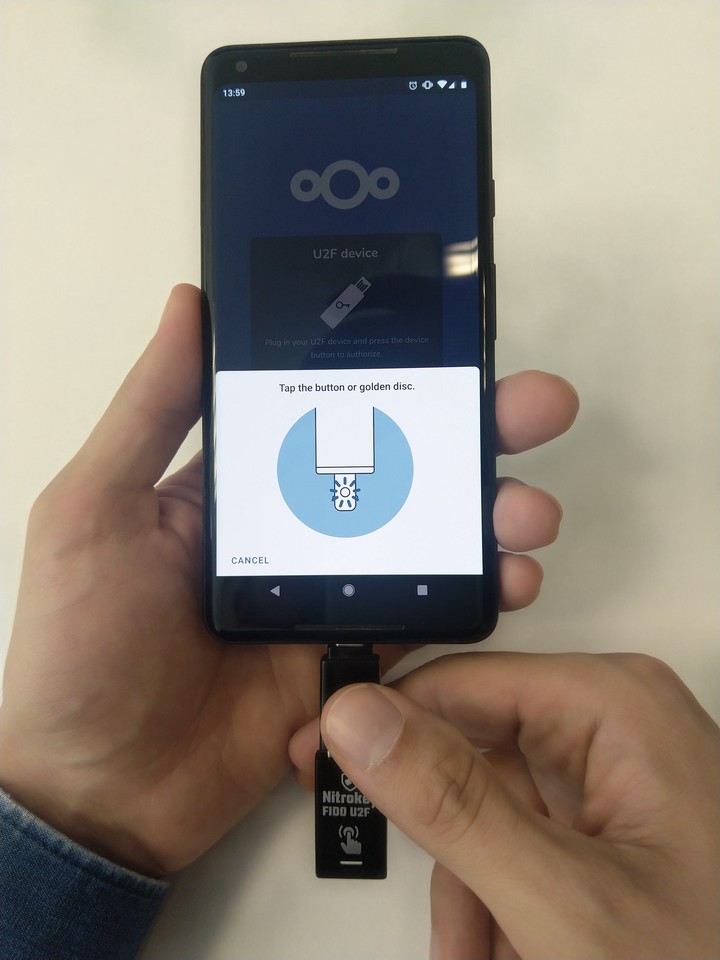 13:59
U2F device
Plug in your U2F device and press the device
button to authorize
Tap the button or golden disc.
CANCEL
Nitrokey
FIDO U2F